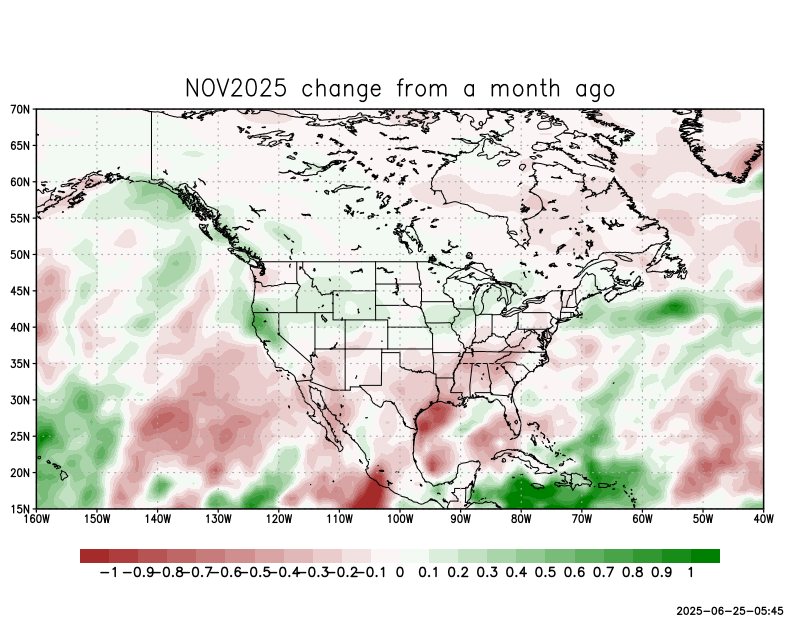 NOV2025 change from a month ago
70N
65N
60N
55N
50N
45N
40N
35N
30N
25N
20N
15N
160W 150W 140W 130W 120W 110W 100W 90W 80W 70W 60W 50W 40W
-1 -0.9 -0.8 -0.7 -0.6 -0.5 -0.4 -0.3 -0.2 -0.1 0 0.1 0.2 0.3 0.4 0.5 0.6 0.7 0.8 0.9 1
2025-06-25-05:45